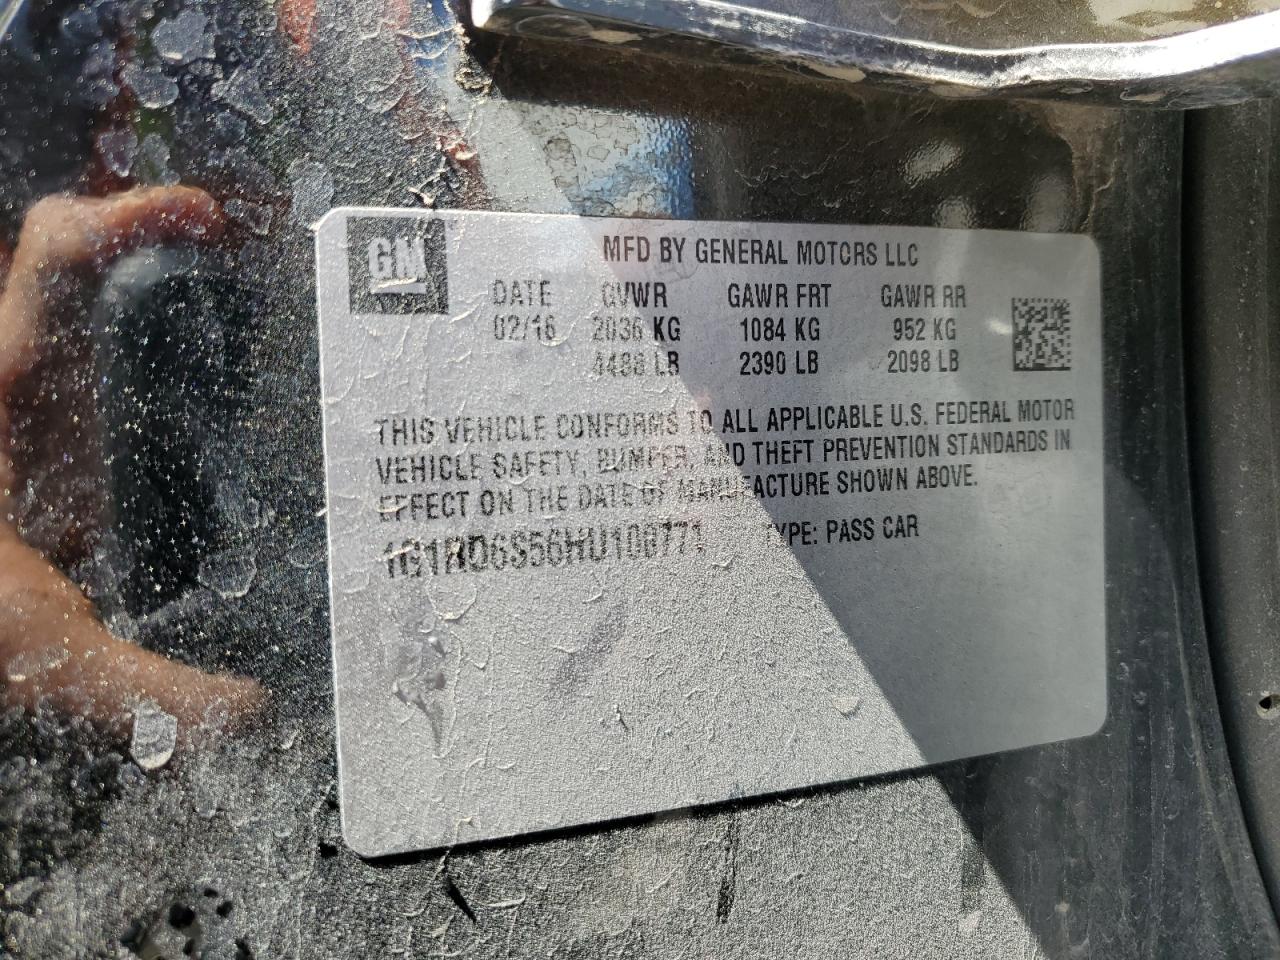 GM
MFD BY GENERAL MOTORS LLC
DATE GVWR GAWR FRT GAWR RR
02/16 2036 KG 1084 KG 952 KG
4488 LB 2390 LB 2098 LB
THIS VEHICLE CONFORMS TO ALL APPLICABLE U.S. FEDERAL MOTOR
VEHICLE SAFETY, BUMPER, AND THEFT PREVENTION STANDARDS IN
EFFECT ON THE DATE OF MANUFACTURE SHOWN ABOVE.
1G1RD6S56HU100771 TYPE: PASS CAR